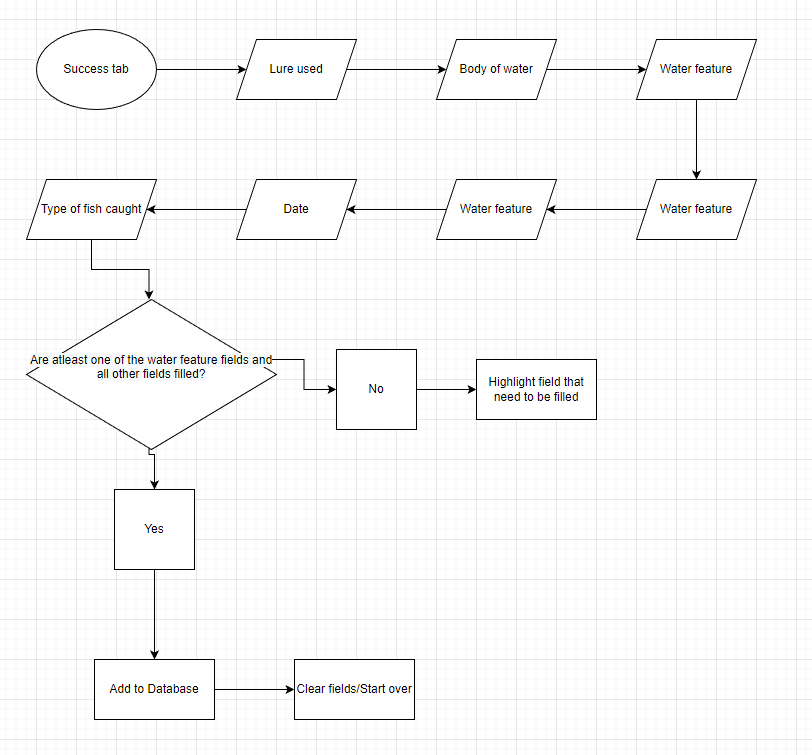 Success tab
Lure used
Body of water
Water feature
Type of fish caught
Date
Water feature
Water feature
Are atleast one of the water feature fields and
all other fields filled?
No
Highlight field that
need to be filled
Yes
Add to Database
Clear fields/Start over